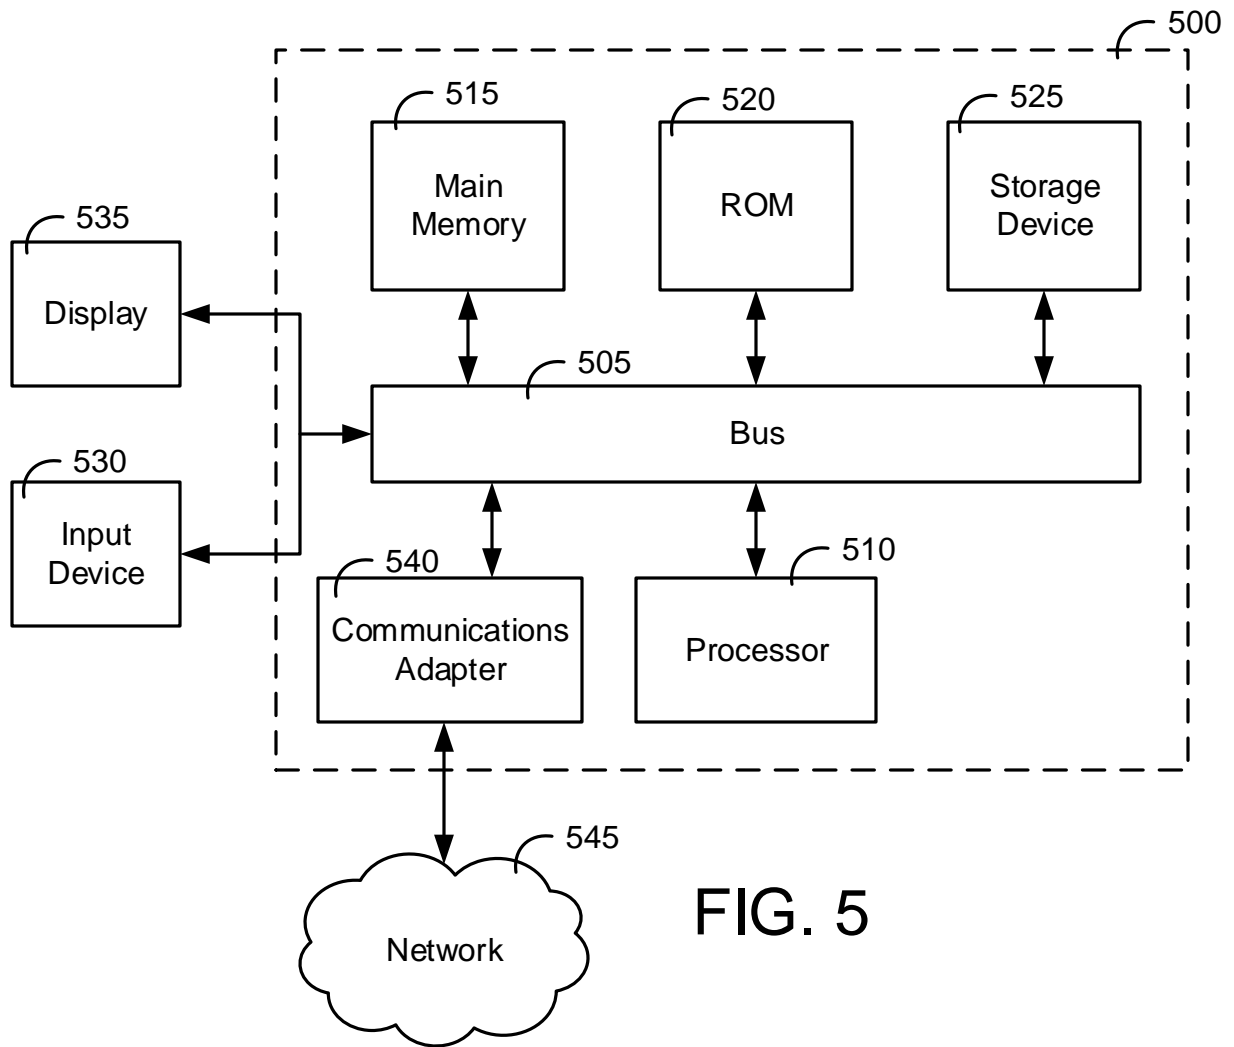 500
515
520
525
Main
Memory
ROM
Storage
Device
535
Display
505
Bus
530
Input
Device
540
510
Communications
Adapter
Processor
545
Network
FIG. 5